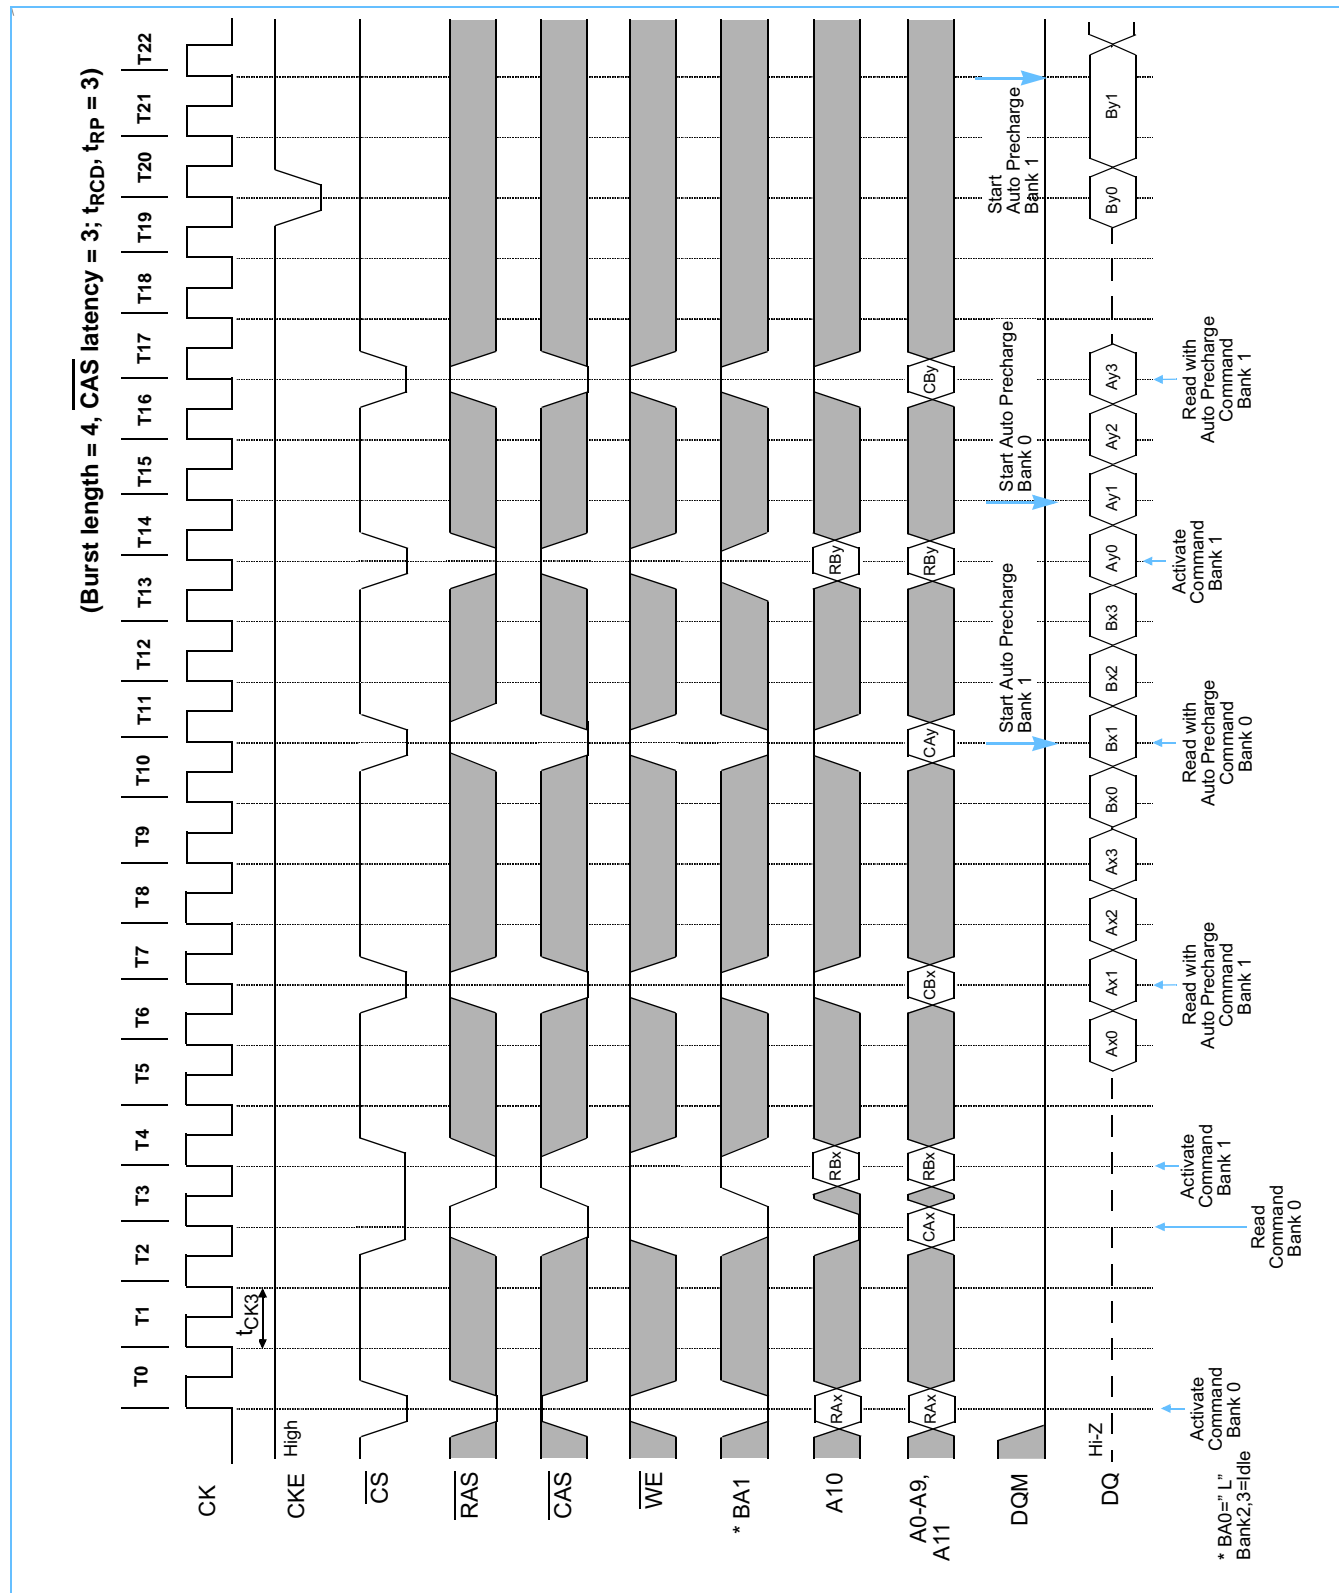 (Burst length = 4, CAS latency = 3; tRCD, tRP = 3)
T0 T1 T2 T3 T4 T5 T6 T7 T8 T9 T10 T11 T12 T13 T14 T15 T16 T17 T18 T19 T20 T21 T22
CK
tCK3
CKE
High
CS
RAS
CAS
WE
* BA1
A10
RAx RBx RBy
A0-A9,
A11
RAx CAx RBx CBx CAy RBy CBy
Start Auto Precharge
Bank 1
Start Auto Precharge
Bank 0
Start
Auto Precharge
Bank 1
DQM
DQ
Hi-Z
Ax0 Ax1 Ax2 Ax3 Bx0 Bx1 Bx2 Bx3 Ay0 Ay1 Ay2 Ay3 By0 By1
Activate
Command
Bank 0
Read
Command
Bank 0
Activate
Command
Bank 1
Read with
Auto Precharge
Command
Bank 1
Read with
Auto Precharge
Command
Bank 0
Activate
Command
Bank 1
Read with
Auto Precharge
Command
Bank 1
* BA0=” L”
Bank2,3=Idle